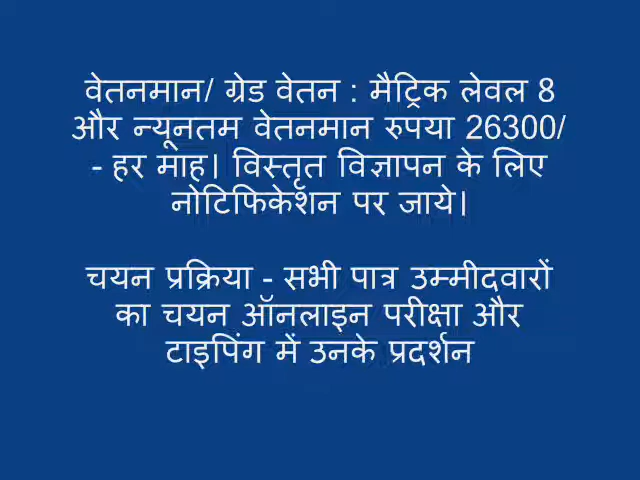 वेतनमान/ ग्रेड वेतन : मैट्रिक लेवल 8
और न्यूनतम वेतनमान रुपया 26300/
- हर माह। विस्तृत विज्ञापन के लिए
नोटिफिकेशन पर जाये।
चयन प्रक्रिया - सभी पात्र उम्मीदवारों
का चयन ऑनलाइन परीक्षा और
टाइपिंग में उनके प्रदर्शन